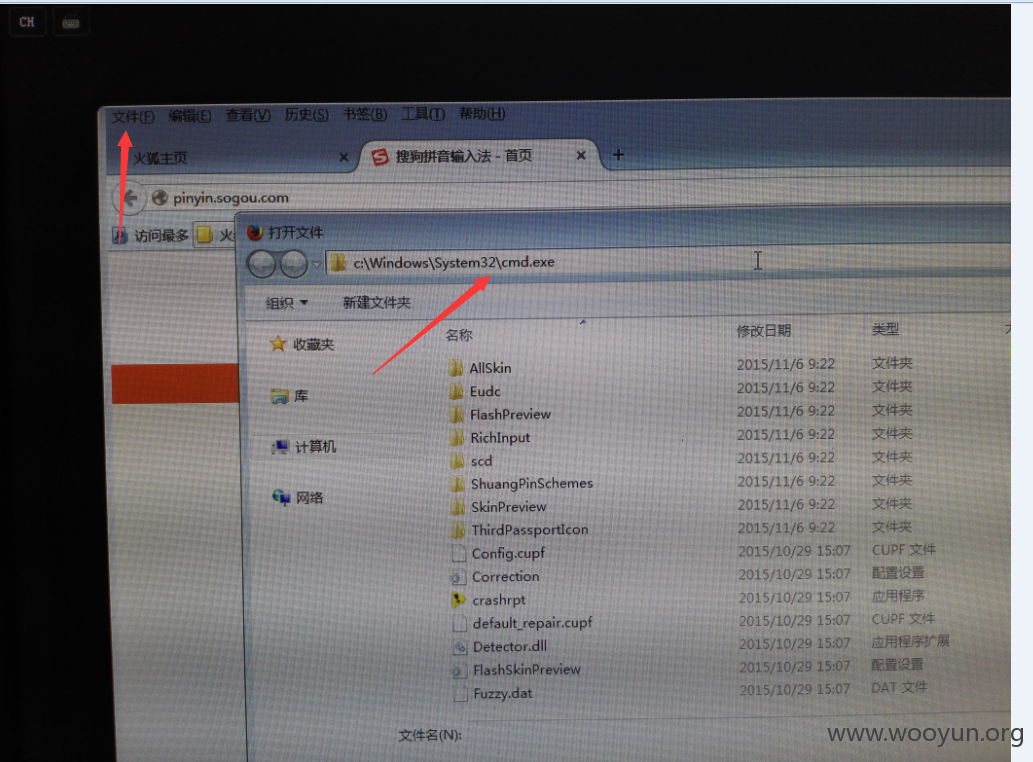 CH
文件(F) 编辑(E) 查看(V) 历史(S) 书签(B) 工具(T) 帮助(H)
火狐主页 × 搜狗拼音输入法 - 首页 × +
pinyin.sogou.com
访问最多 火
打开文件
c:\Windows\System32\cmd.exe
组织 新建文件夹
名称 修改日期 类型
收藏夹
库
计算机
网络
AllSkin 2015/11/6 9:22 文件夹
Eudc 2015/11/6 9:22 文件夹
FlashPreview 2015/11/6 9:22 文件夹
RichInput 2015/11/6 9:22 文件夹
scd 2015/11/6 9:22 文件夹
ShuangPinSchemes 2015/11/6 9:22 文件夹
SkinPreview 2015/11/6 9:22 文件夹
ThirdPassportIcon 2015/11/6 9:22 文件夹
Config.cupf 2015/10/29 15:07 CUPF 文件
Correction 2015/10/29 15:07 配置设置
crashrpt 2015/10/29 15:07 应用程序
default_repair.cupf 2015/10/29 15:07 CUPF 文件
Detector.dll 2015/10/29 15:07 应用程序扩展
FlashSkinPreview 2015/10/29 15:07 配置设置
Fuzzy.dat 2015/10/29 15:07 DAT 文件
文件名(N):
www.wooyun.org